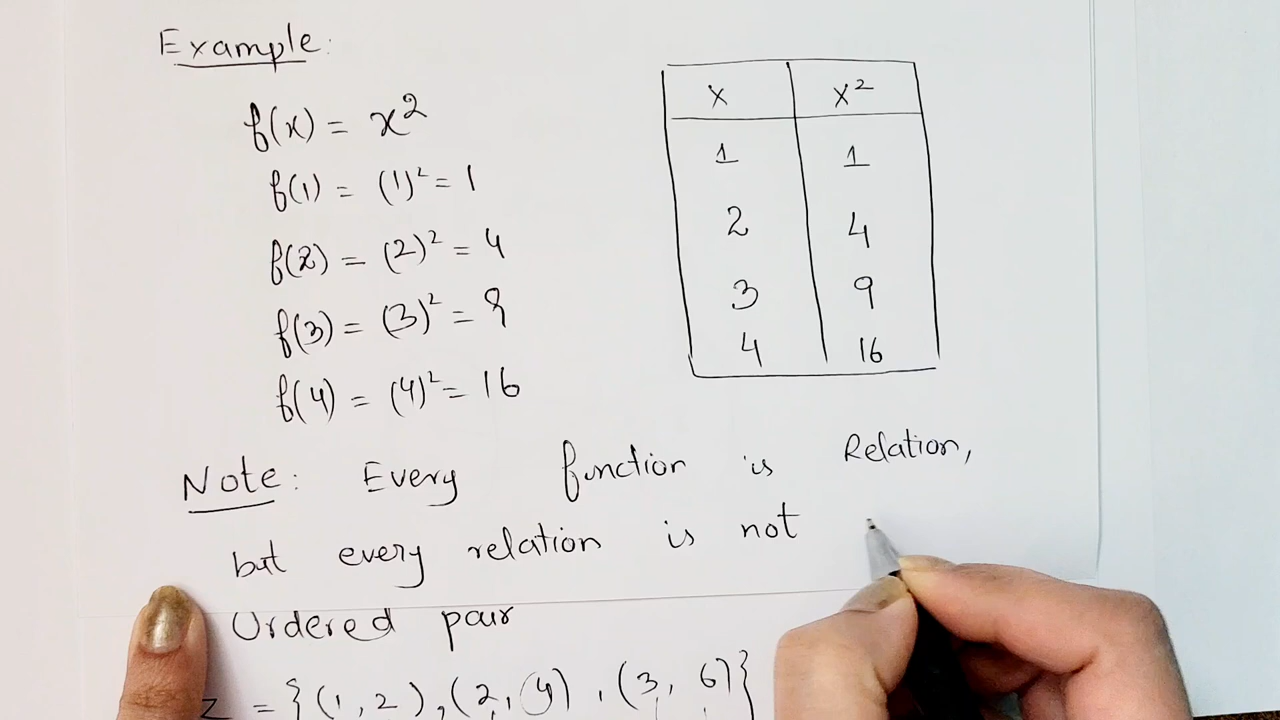 Example:
f(x) = x²
f(1) = (1)² = 1
f(2) = (2)² = 4
f(3) = (3)² = 9
f(4) = (4)² = 16
x x²
1 1
2 4
3 9
4 16
Note: Every function is Relation,
but every relation is not
Ordered pair
= {(1, 2), (2, 4), (3, 6)}